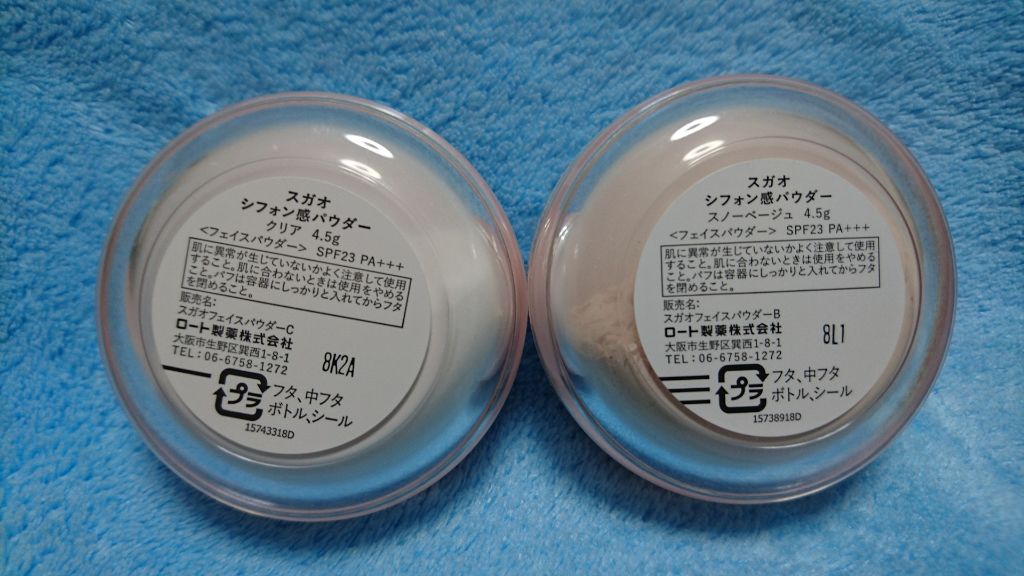 スガオ
シフォン感パウダー
クリア 4.5g
<フェイスパウダー> SPF23 PA+++
肌に異常が生じていないかよく注意して使用
すること。肌に合わないときは使用をやめる
こと。パフは容器にしっかりと入れてからフタ
を閉めること。
販売名:
スガオフェイスパウダーC
ロート製薬株式会社
大阪市生野区巽西1-8-1
TEL:06-6758-1272
8K2A
プラ
フタ、中フタ
ボトル、シール
15743318D
スガオ
シフォン感パウダー
スノーベージュ 4.5g
<フェイスパウダー> SPF23 PA+++
肌に異常が生じていないかよく注意して使用
すること。肌に合わないときは使用をやめる
こと。パフは容器にしっかりと入れてからフタ
を閉めること。
販売名:
スガオフェイスパウダーB
ロート製薬株式会社
大阪市生野区巽西1-8-1
TEL:06-6758-1272
8L1
プラ
フタ、中フタ
ボトル、シール
15738918D